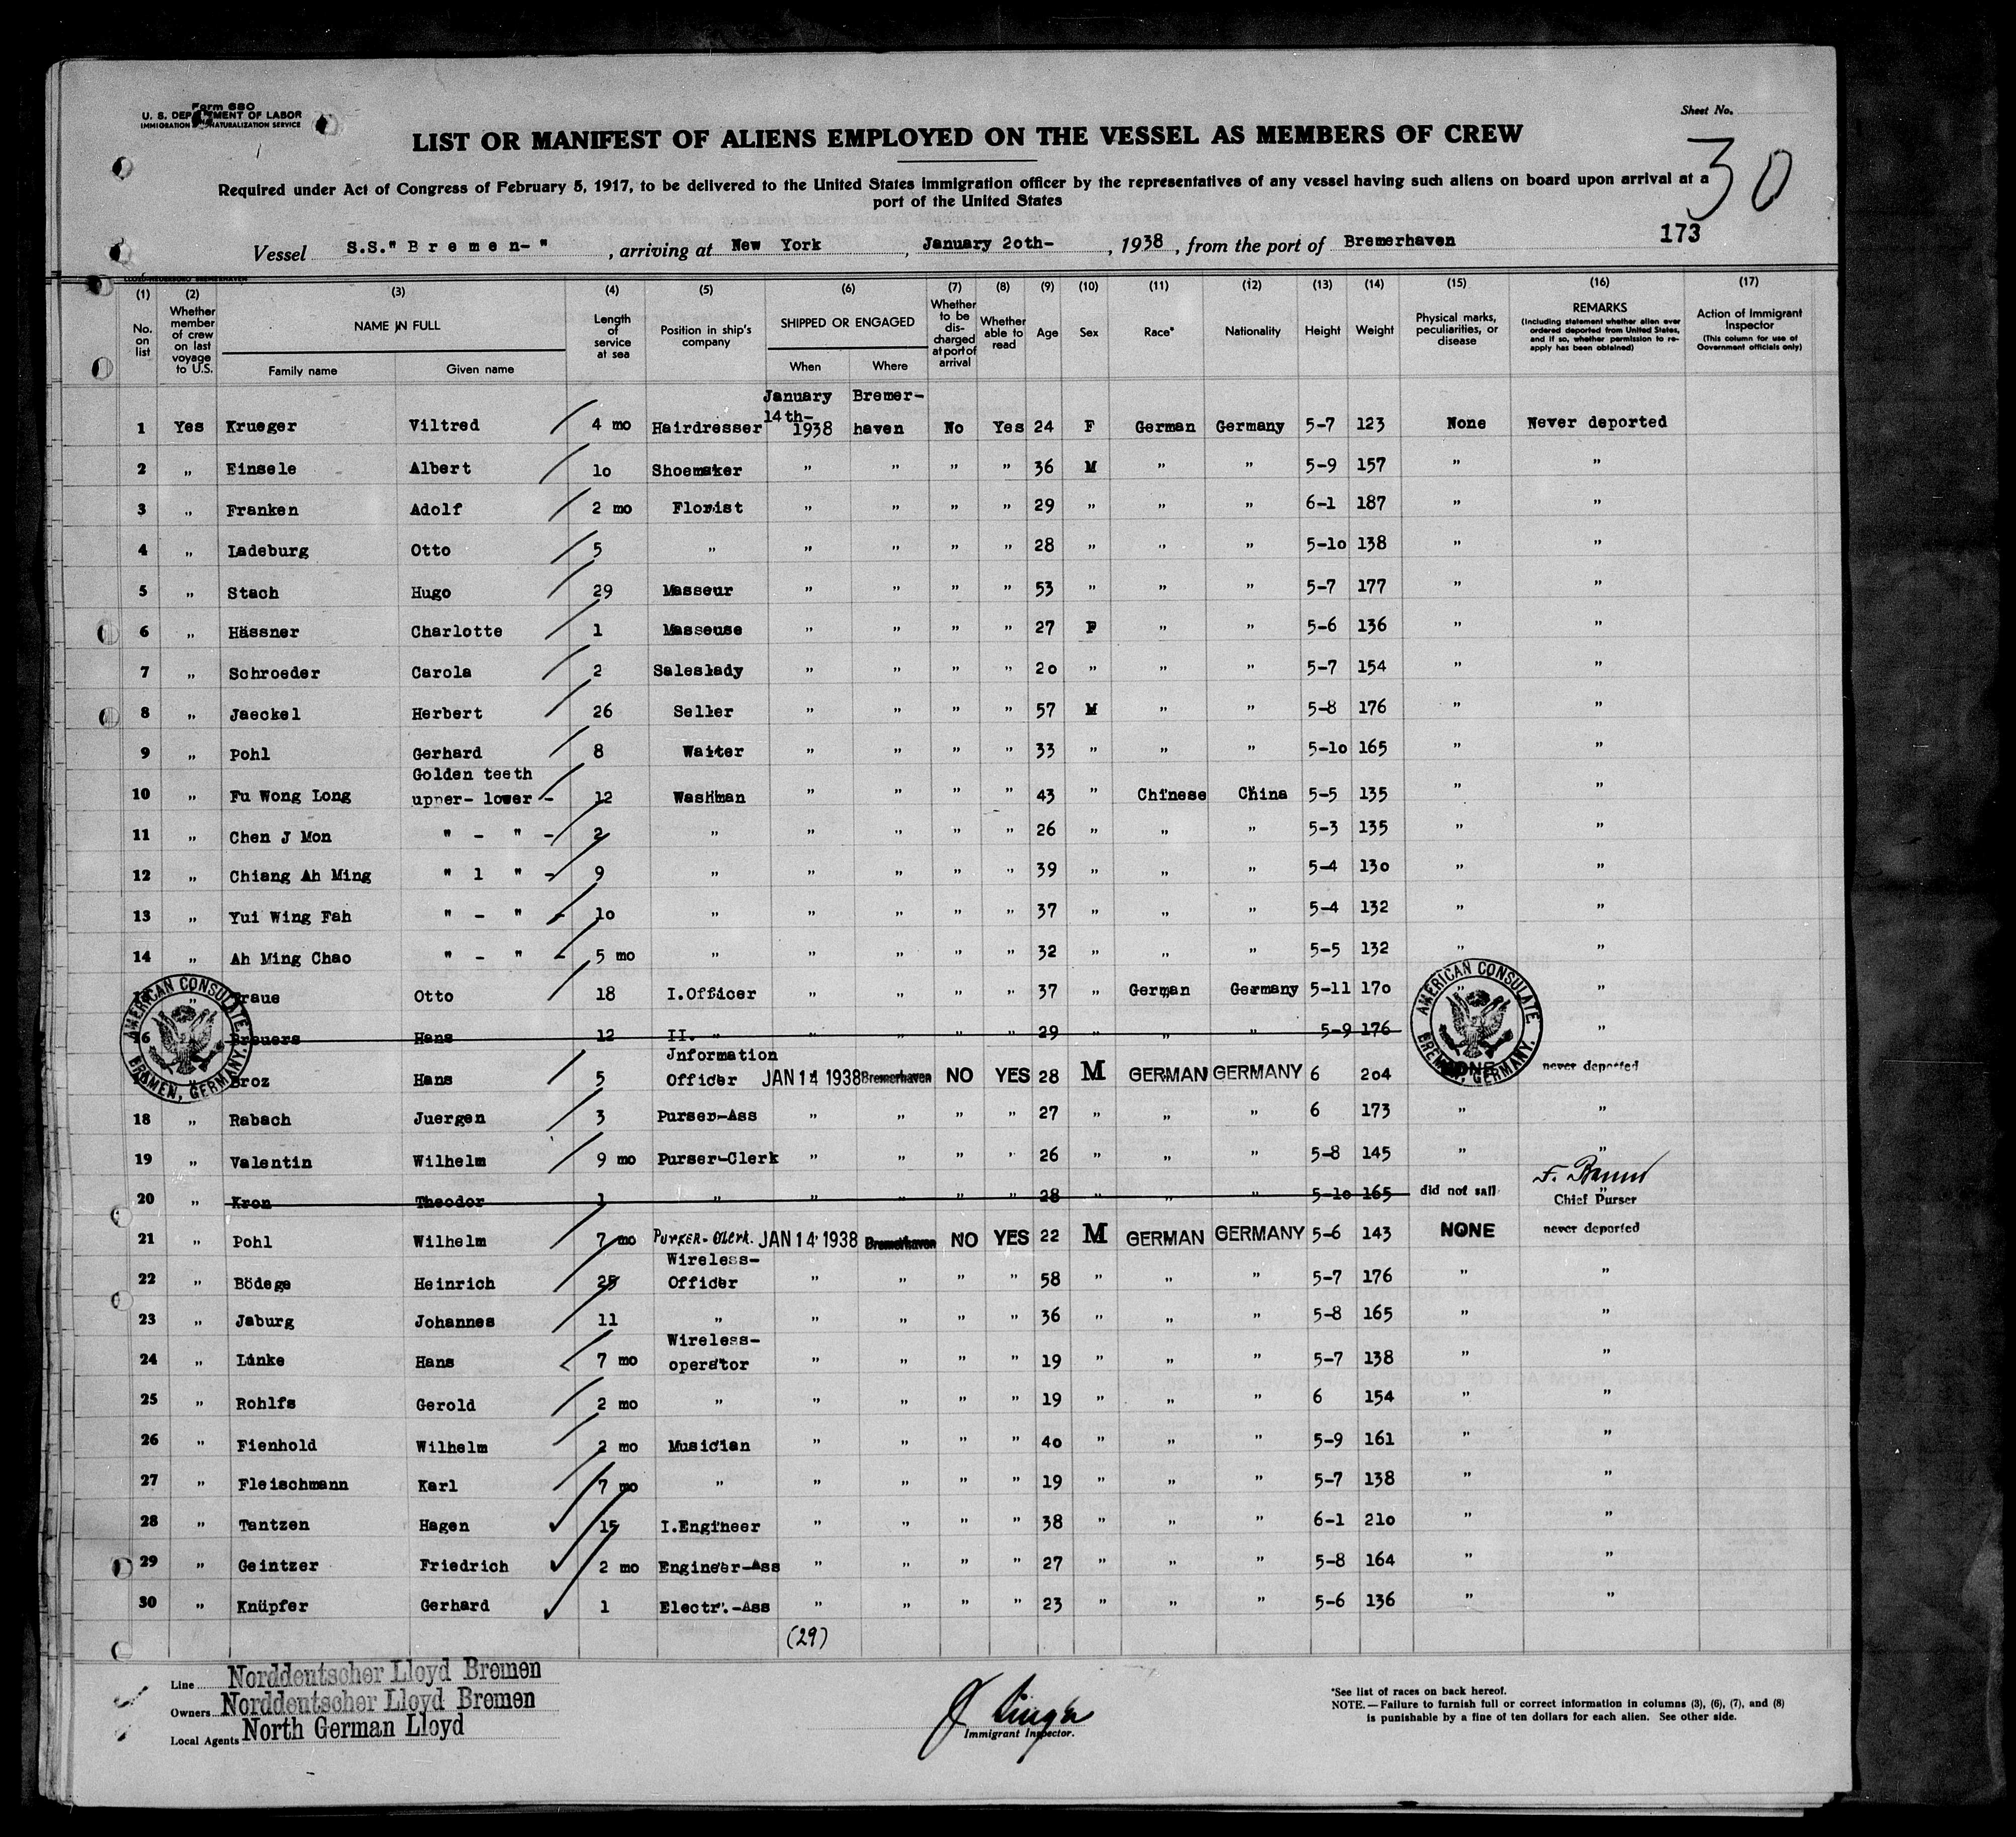 Form 680
U. S. DEPARTMENT OF LABOR
IMMIGRATION NATURALIZATION SERVICE
Sheet No.
30
LIST OR MANIFEST OF ALIENS EMPLOYED ON THE VESSEL AS MEMBERS OF CREW
Required under Act of Congress of February 5, 1917, to be delivered to the United States immigration officer by the representatives of any vessel having such aliens on board upon arrival at a
port of the United States
173
Vessel S.S." B r e m e n- " , arriving at New York , January 2oth- , 1938 , from the port of Bremerhaven
(1) (2) (3) (4) (5) (6) (7) (8) (9) (10) (11) (12) (13) (14) (15) (16) (17)
No. on list
Whether member of crew on last voyage to U.S.
NAME IN FULL
Family name Given name
Length of service at sea
Position in ship's company
SHIPPED OR ENGAGED
When Where
Whether to be discharged at port of arrival
Whether able to read
Age Sex Race* Nationality Height Weight
Physical marks, peculiarities, or disease
REMARKS
(Including statement whether alien ever ordered deported from United States, and if so, whether permission to re-apply has been obtained)
Action of Immigrant Inspector
(This column for use of Government officials only)
January Bremer-
14th-
1 Yes Krueger Viltred 4 mo Hairdresser 1938 haven No Yes 24 F German Germany 5-7 123 None Never deported
2 " Einsele Albert 1o Shoemaker " " " " 36 M " " 5-9 157 " "
3 " Franken Adolf 2 mo Florist " " " " 29 " " " 6-1 187 " "
4 " Ladeburg Otto 5 " " " " " 28 " " " 5-1o 138 " "
5 " Stach Hugo 29 Masseur " " " " 53 " " " 5-7 177 " "
6 " Hässner Charlotte 1 Masseuse " " " " 27 F " " 5-6 136 " "
7 " Schroeder Carola 2 Saleslady " " " " 2o " " " 5-7 154 " "
8 " Jaeckel Herbert 26 Seller " " " " 57 M " " 5-8 176 " "
9 " Pohl Gerhard 8 Waiter " " " " 33 " " " 5-1o 165 " "
Golden teeth
10 " Fu Wong Long upper- lower - 12 Washman " " " " 43 " Chinese China 5-5 135 " "
11 " Chen J Mon " - " - 2 " " " " " 26 " " " 5-3 135 " "
12 " Chiang Ah Ming " 1 " - 9 " " " " " 39 " " " 5-4 13o " "
13 " Yui Wing Fah " - " - 1o " " " " " 37 " " " 5-4 132 " "
14 " Ah Ming Chao " - " - 5 mo " " " " " 32 " " " 5-5 132 " "
" raue Otto 18 I.Officer " " " " 37 " German Germany 5-11 17o " "
6 Breuers Hans 12 II. " " " " " 29 " " " 5-9 176 "
Jnformation
Broz Hans 5 Officer JAN 14 1938 Bremerhaven NO YES 28 M GERMAN GERMANY 6 2o4 NONE never deported
AMERICAN CONSULATE
BREMEN, GERMANY.
AMERICAN CONSULATE
BREMEN, GERMANY.
18 " Rabach Juergen 3 Purser-Ass " " " " 27 " " " 6 173 " "
19 " Valentin Wilhelm 9 mo Purser-Clerk " " " " 26 " " " 5-8 145 " "
20 " Kron Theodor 1 " " " " " 28 " " " 5-1o 165 did not sail "
Chief Purser
21 " Pohl Wilhelm 7 mo Purser-Clerk. JAN 14 1938 Bremerhaven NO YES 22 M GERMAN GERMANY 5-6 143 NONE never deported
Wireless-
22 " Bödege Heinrich 25 Officer " " " " 58 " " " 5-7 176 " "
23 " Jaburg Johannes 11 " " " " " 36 " " " 5-8 165 " "
Wireless-
24 " Linke Hans 7 mo operator " " " " 19 " " " 5-7 138 " "
25 " Rohlfs Gerold 2 mo " " " " " 19 " " " 6 154 " "
26 " Fienhold Wilhelm 2 mo Musician " " " " 4o " " " 5-9 161 " "
27 " Fleischmann Karl 7 mo " " " " " 19 " " " 5-7 138 " "
28 " Tantzen Hagen 15 I.Engineer " " " " 38 " " " 6-1 21o " "
29 " Geintzer Friedrich 2 mo Engineer-Ass " " " " 27 " " " 5-8 164 " "
30 " Knüpfer Gerhard 1 Electr.-Ass " " " " 23 " " " 5-6 136 " "
(29)
Line Norddeutscher Lloyd Bremen
Owners Norddeutscher Lloyd Bremen
Local Agents North German Lloyd
Immigrant Inspector.
*See list of races on back hereof.
NOTE.—Failure to furnish full or correct information in columns (3), (6), (7), and (8)
is punishable by a fine of ten dollars for each alien. See other side.